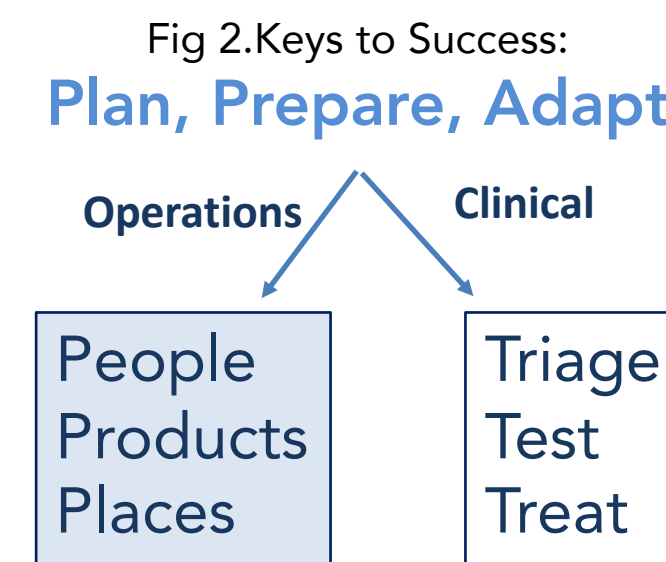 Fig 2.Keys to Success:
Plan, Prepare, Adapt
Operations
Clinical
People
Products
Places
Triage
Test
Treat